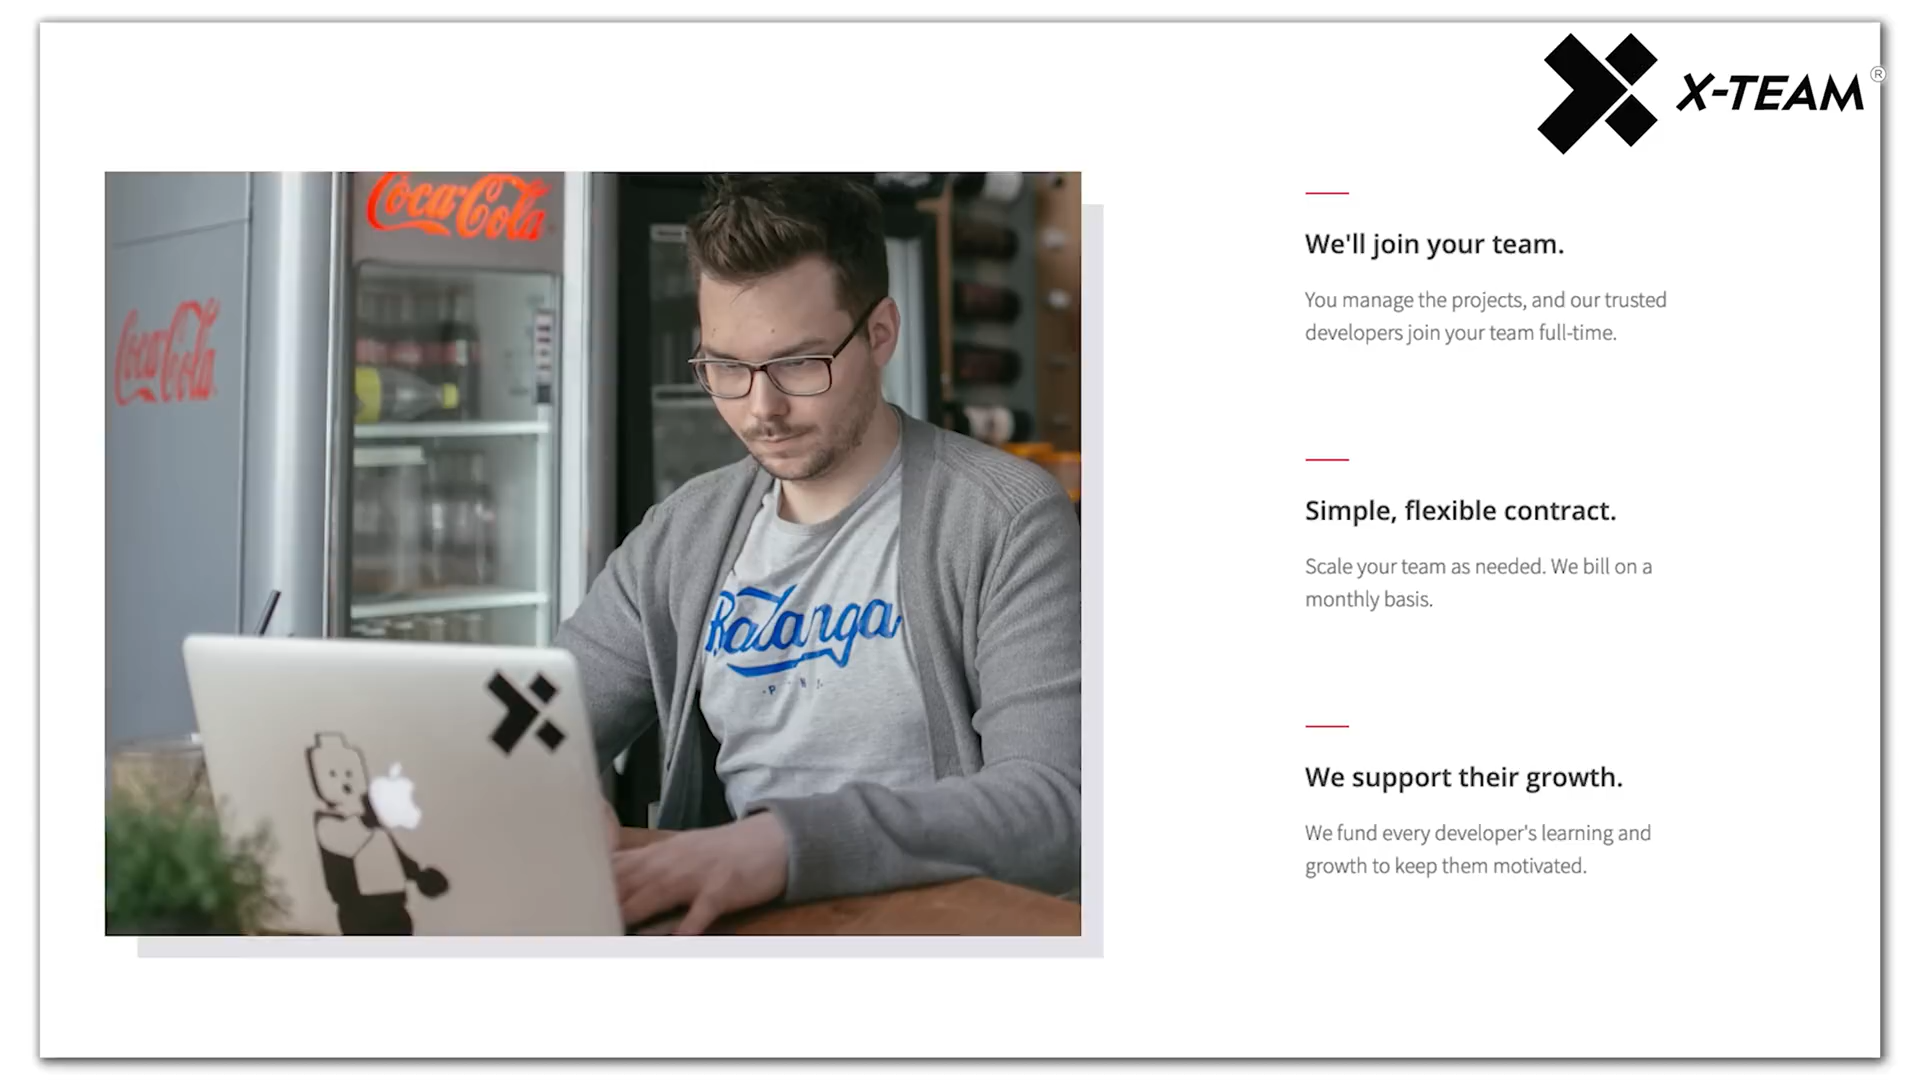 X-TEAM®
Coca-Cola
Coca-Cola
We'll join your team.
You manage the projects, and our trusted
developers join your team full-time.
Simple, flexible contract.
Scale your team as needed. We bill on a
monthly basis.
We support their growth.
We fund every developer's learning and
growth to keep them motivated.